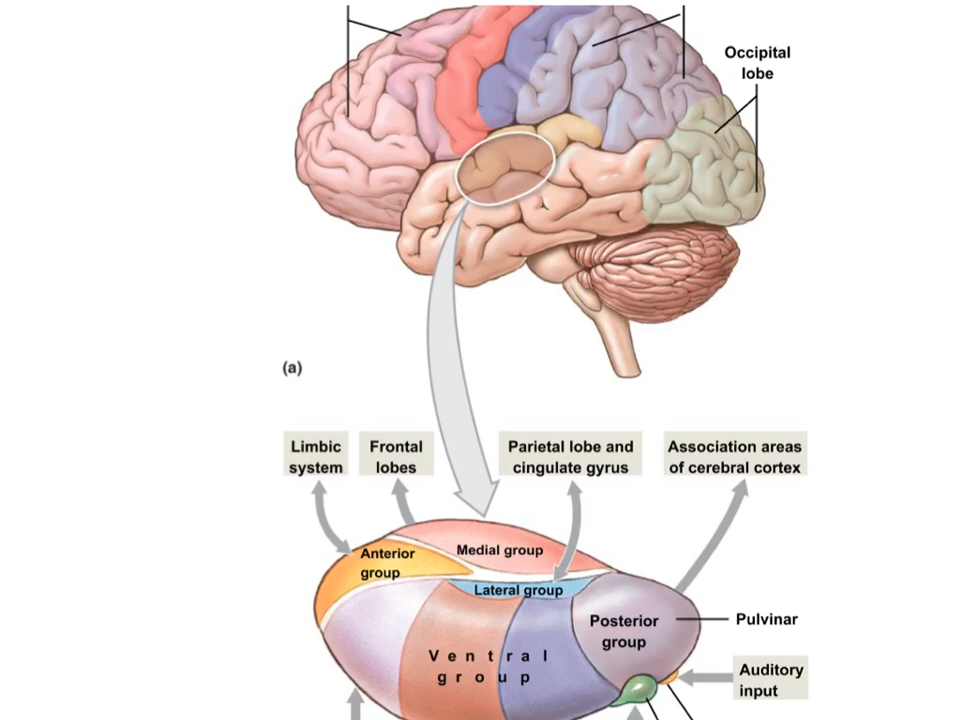 Occipital
lobe
(a)
Limbic
system
Frontal
lobes
Parietal lobe and
cingulate gyrus
Association areas
of cerebral cortex
Anterior
group
Medial group
Lateral group
Posterior
group
Pulvinar
Ventral
group
Auditory
input